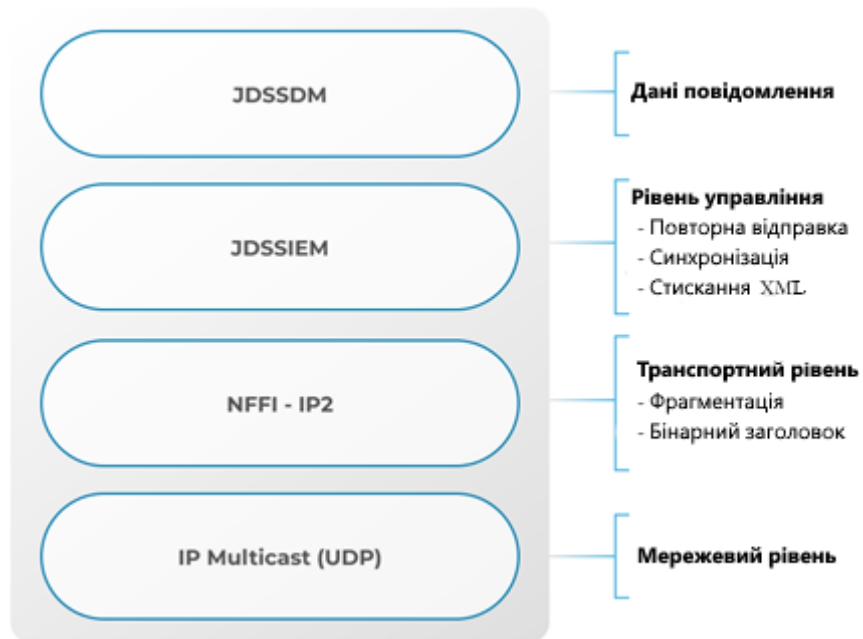 JDSSDM
Дані повідомлення
JDSSIEM
Рівень управління
- Повторна відправка
- Синхронізація
- Стискання XML
NFFI - IP2
Транспортний рівень
- Фрагментація
- Бінарний заголовок
IP Multicast (UDP)
Мережевий рівень